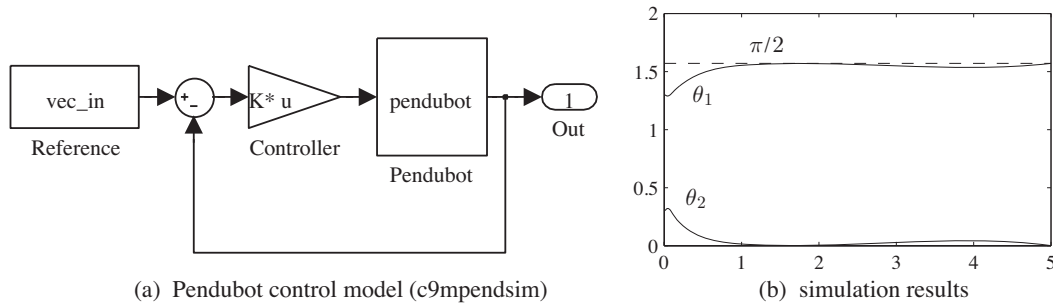 vec_in
Reference
+
-
K* u
Controller
pendubot
Pendubot
1
Out
(a) Pendubot control model (c9mpendsim)
2
1.5
1
0.5
0
π/2
θ₁
θ₂
0 1 2 3 4 5
(b) simulation results